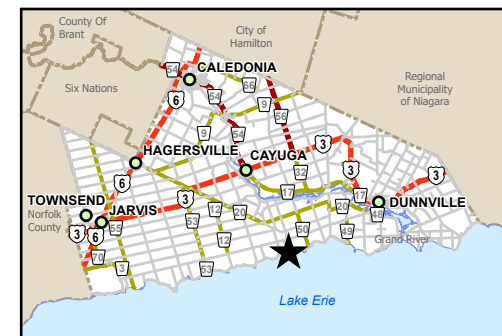 County Of
Brant
City of
Hamilton
Six Nations
Regional
Municipality
of Niagara
Norfolk
County
CALEDONIA
HAGERSVILLE
CAYUGA
TOWNSEND
JARVIS
DUNNVILLE
Grand River
Lake Erie
54
6
54
66
9
56
9
54
3
3
32
6
3
17
17
3
3
6
55
53
20
12
12
20
48
50
49
70
3
53